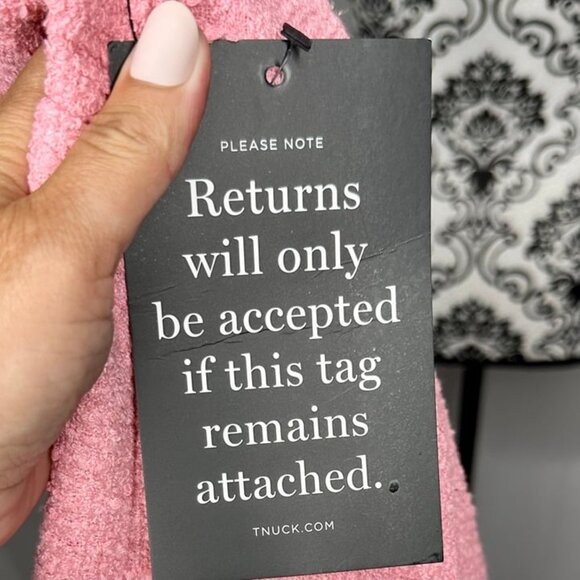 PLEASE NOTE
Returns
will only
be accepted
if this tag
remains
attached.
TNUCK.COM